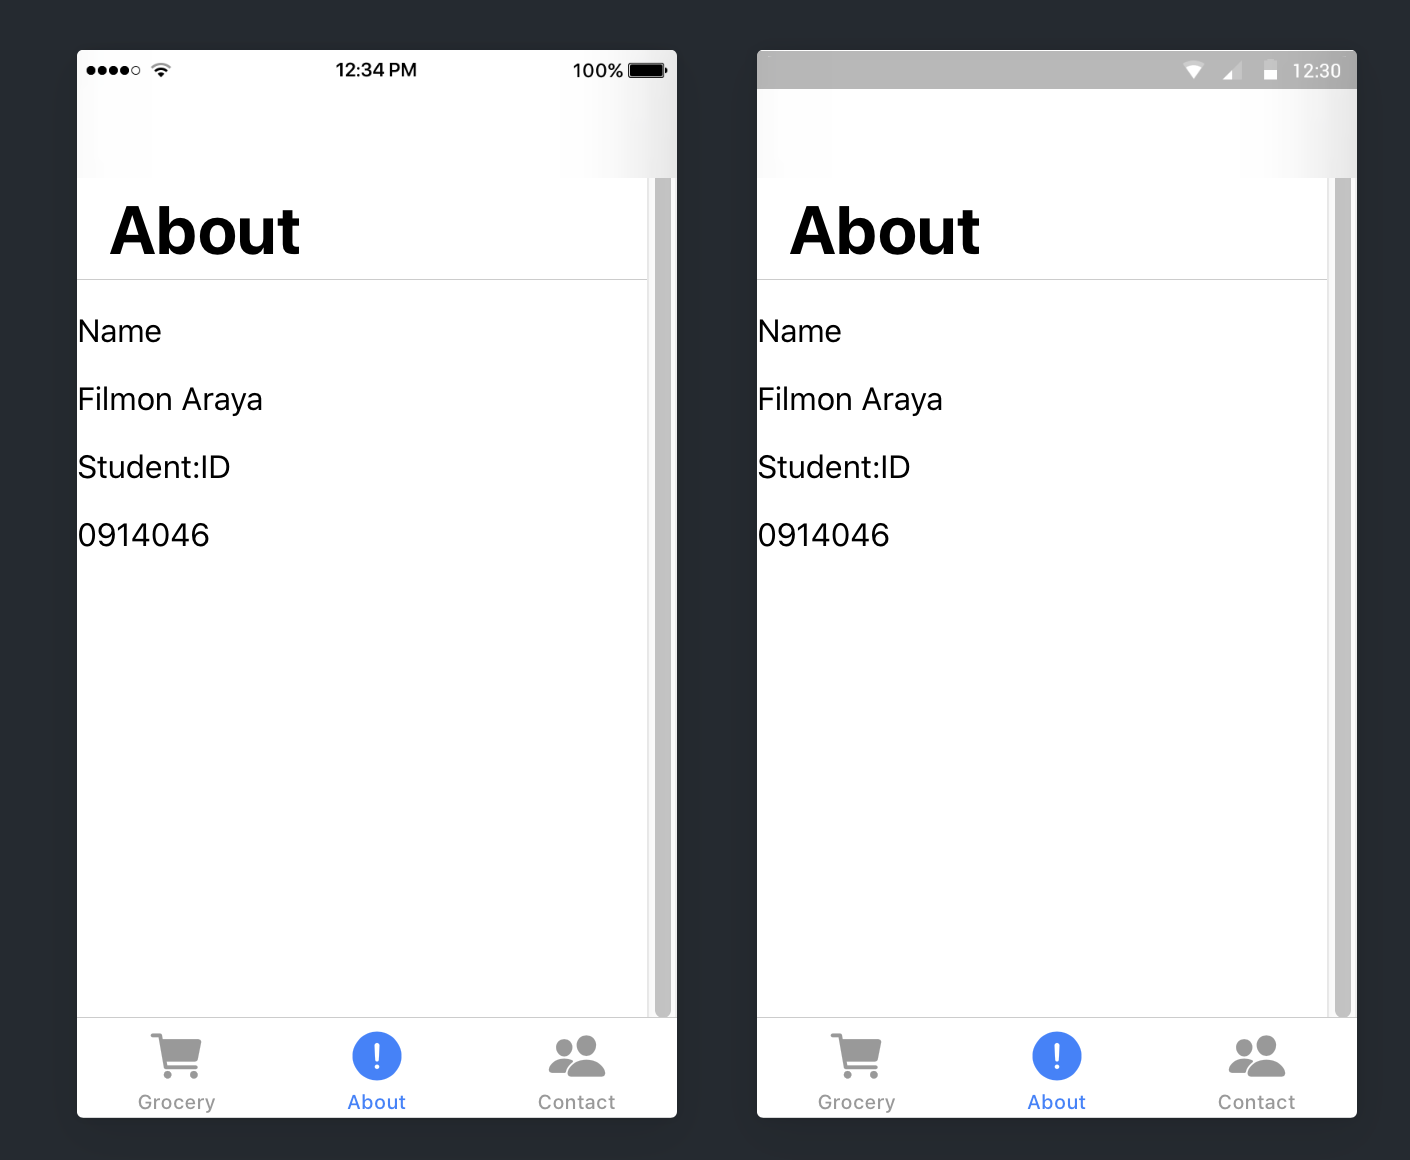 12:34 PM 100%
About
Name
Filmon Araya
Student:ID
0914046
Grocery About Contact
12:30
About
Name
Filmon Araya
Student:ID
0914046
Grocery About Contact